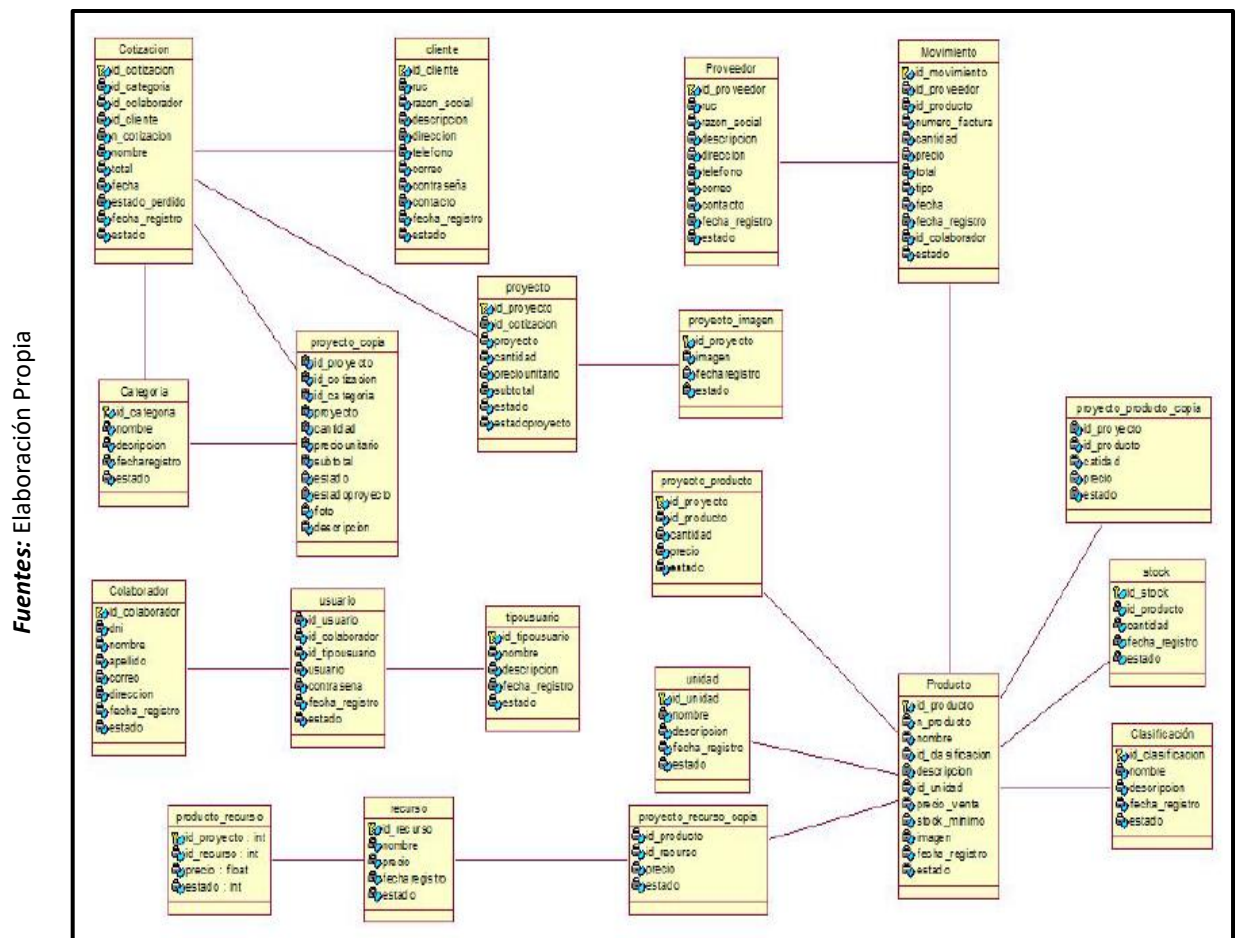 Fuentes: Elaboración Propia
Cotizacion
id_cotizacion
id_categoria
id_colaborador
id_cliente
n_cotizacion
nombre
total
fecha
estado_perdido
fecha_registro
estado
cliente
id_cliente
ruc
razon_social
descripcion
direccion
telefono
correo
contraseña
contacto
fecha_registro
estado
Proveedor
id_proveedor
ruc
razon_social
descripcion
direccion
telefono
correo
contacto
fecha_registro
estado
Movimiento
id_movimiento
id_proveedor
id_producto
numero_factura
cantidad
precio
total
tipo
fecha
fecha_registro
id_colaborador
estado
proyecto
id_proyecto
id_cotizacion
proyecto
cantidad
preciounitario
subtotal
estado
estadoproyecto
proyecto_imagen
id_proyecto
imagen
fecharegistro
estado
proyecto_copia
id_proyecto
id_cotizacion
id_categoria
proyecto
cantidad
preciounitario
subtotal
estado
estadoproyecto
foto
descripcion
Categoria
id_categoria
nombre
decripcion
fecharegistro
estado
proyecto_producto_copia
id_proyecto
id_producto
catidad
precio
estado
proyecto_producto
id_proyecto
id_producto
cantidad
precio
estado
stock
id_stock
id_producto
cantidad
fecha_registro
estado
Colaborador
id_colaborador
dni
nombre
apellido
correo
direccion
fecha_registro
estado
usuario
id_usuario
id_colaborador
id_tipousuario
usuario
contrasena
fecha_registro
estado
tipousuario
id_tipousuario
nombre
descripcion
fecha_registro
estado
unidad
id_unidad
nombre
descripcion
fecha_registro
estado
Producto
id_producto
n_producto
nombre
id_clasificacion
descripcion
id_unidad
precio_venta
stock_minimo
imagen
fecha_registro
estado
Clasificación
id_clasificacion
nombre
descripcion
fecha_registro
estado
producto_recurso
id_proyecto : int
id_recurso : int
precio : float
estado : int
recurso
id_recurso
nombre
precio
fecharegistro
estado
proyecto_recurso_copia
id_producto
id_recurso
precio
estado